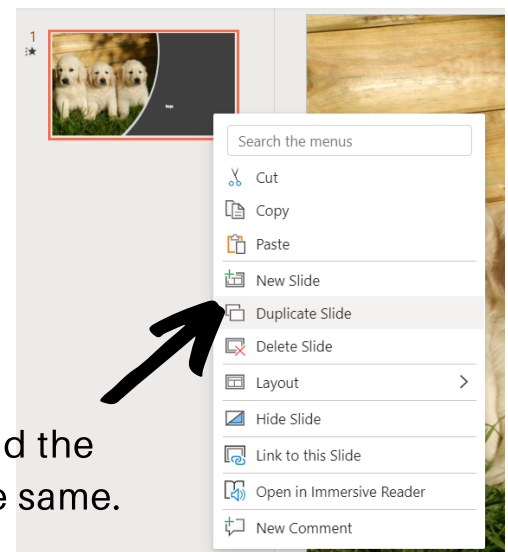 1
Search the menus
Cut
Copy
Paste
New Slide
Duplicate Slide
Delete Slide
Layout
Hide Slide
Link to this Slide
Open in Immersive Reader
New Comment
d the
e same.